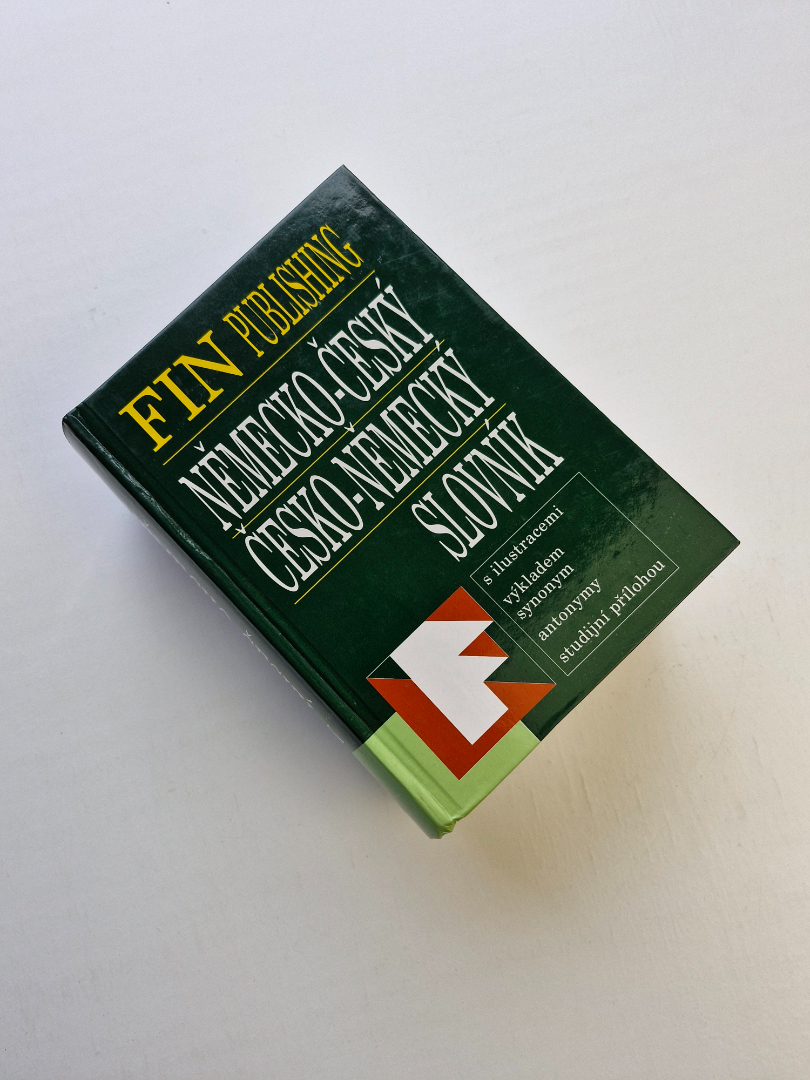 FIN PUBLISHING
NĚMECKO-ČESKÝ
ČESKO-NĚMECKÝ
SLOVNÍK
s ilustracemi
výkladem
synonym
antonymy
studijní přílohou